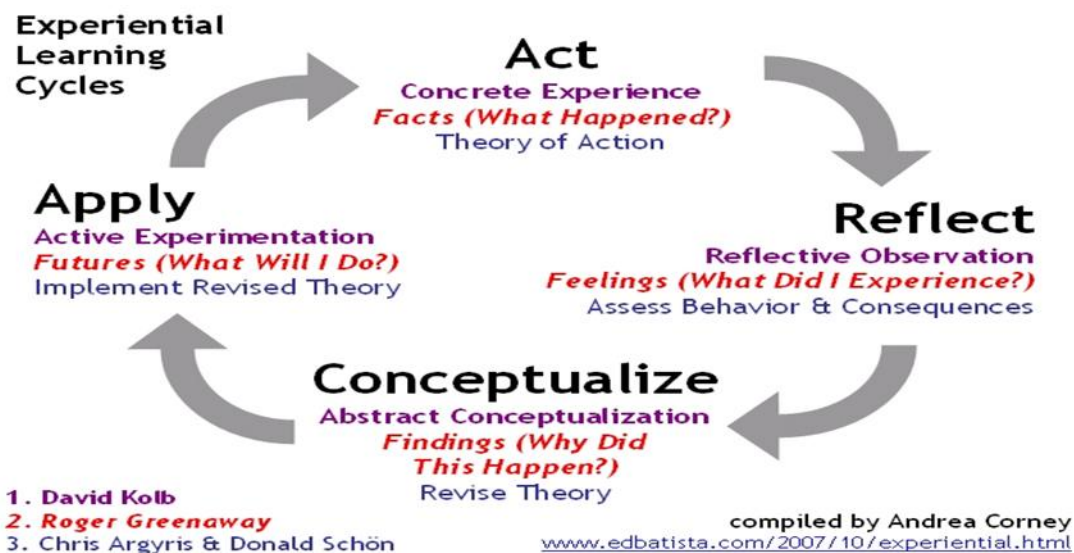 Experiential
Learning
Cycles
Act
Concrete Experience
Facts (What Happened?)
Theory of Action
Reflect
Reflective Observation
Feelings (What Did I Experience?)
Assess Behavior & Consequences
Conceptualize
Abstract Conceptualization
Findings (Why Did
This Happen?)
Revise Theory
Apply
Active Experimentation
Futures (What Will I Do?)
Implement Revised Theory
1. David Kolb
2. Roger Greenaway
3. Chris Argyris & Donald Schön
compiled by Andrea Corney
www.edbatista.com/2007/10/experiential.html